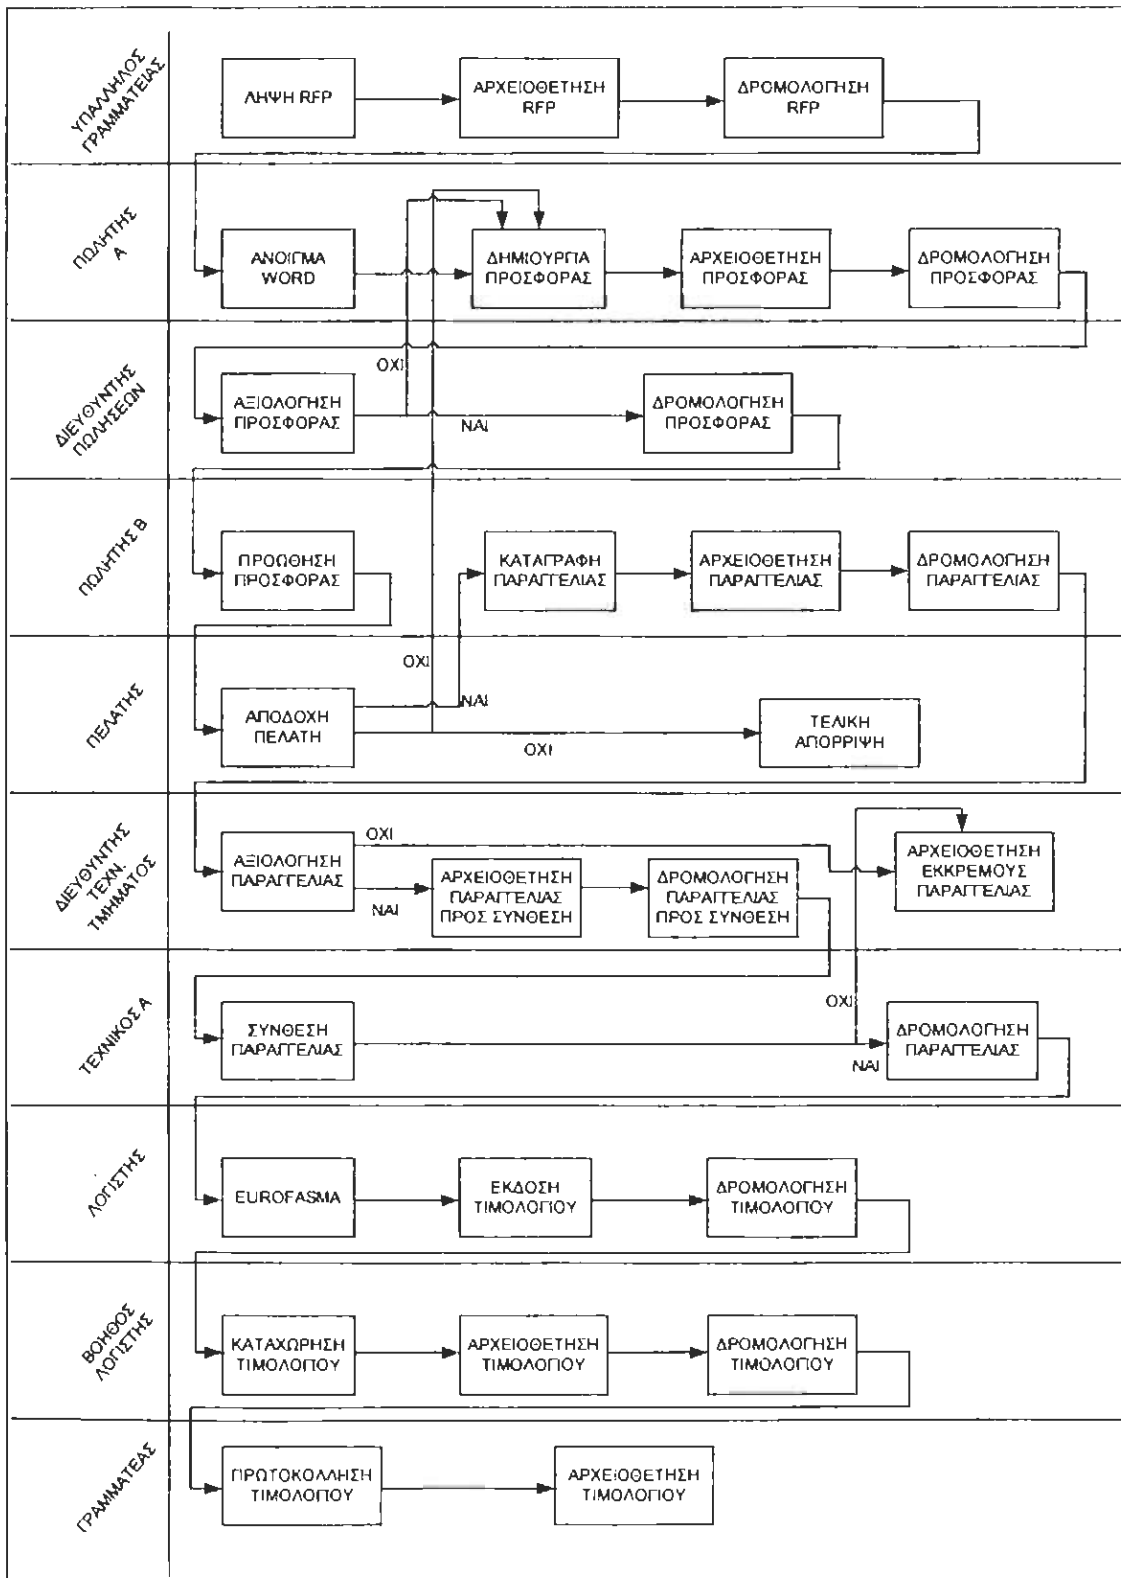 ΥΠΑΛΛΗΛΟΣ
ΓΡΑΜΜΑΤΕΙΑΣ
ΛΗΨΗ RFP
ΑΡΧΕΙΟΘΕΤΗΣΗ
RFP
ΔΡΟΜΟΛΟΓΗΣΗ
RFP
ΠΩΛΗΤΗΣ
Α
ΑΝΟΙΓΜΑ
WORD
ΔΗΜΙΟΥΡΓΙΑ
ΠΡΟΣΦΟΡΑΣ
ΑΡΧΕΙΟΘΕΤΗΣΗ
ΠΡΟΣΦΟΡΑΣ
ΔΡΟΜΟΛΟΓΗΣΗ
ΠΡΟΣΦΟΡΑΣ
ΔΙΕΥΘΥΝΤΗΣ
ΠΩΛΗΣΕΩΝ
ΑΞΙΟΛΟΓΗΣΗ
ΠΡΟΣΦΟΡΑΣ
ΟΧΙ
ΝΑΙ
ΔΡΟΜΟΛΟΓΗΣΗ
ΠΡΟΣΦΟΡΑΣ
ΠΩΛΗΤΗΣ Β
ΠΡΟΩΘΗΣΗ
ΠΡΟΣΦΟΡΑΣ
ΚΑΤΑΓΡΑΦΗ
ΠΑΡΑΓΓΕΛΙΑΣ
ΑΡΧΕΙΟΘΕΤΗΣΗ
ΠΑΡΑΓΓΕΛΙΑΣ
ΔΡΟΜΟΛΟΓΗΣΗ
ΠΑΡΑΓΓΕΛΙΑΣ
ΠΕΛΑΤΗΣ
ΑΠΟΔΟΧΗ
ΠΕΛΑΤΗ
ΟΧΙ
ΝΑΙ
ΟΧΙ
ΤΕΛΙΚΗ
ΑΠΟΡΡΙΨΗ
ΔΙΕΥΘΥΝΤΗΣ
ΤΕΧΝ.
ΤΜΗΜΑΤΟΣ
ΑΞΙΟΛΟΓΗΣΗ
ΠΑΡΑΓΓΕΛΙΑΣ
ΟΧΙ
ΝΑΙ
ΑΡΧΕΙΟΘΕΤΗΣΗ
ΠΑΡΑΓΓΕΛΙΑΣ
ΠΡΟΣ ΣΥΝΘΕΣΗ
ΔΡΟΜΟΛΟΓΗΣΗ
ΠΑΡΑΓΓΕΛΙΑΣ
ΠΡΟΣ ΣΥΝΘΕΣΗ
ΑΡΧΕΙΟΘΕΤΗΣΗ
ΕΚΚΡΕΜΟΥΣ
ΠΑΡΑΓΓΕΛΙΑΣ
ΤΕΧΝΙΚΟΣ Α
ΣΥΝΘΕΣΗ
ΠΑΡΑΓΓΕΛΙΑΣ
ΟΧΙ
ΝΑΙ
ΔΡΟΜΟΛΟΓΗΣΗ
ΠΑΡΑΓΓΕΛΙΑΣ
ΛΟΓΙΣΤΗΣ
EUROFASMA
ΕΚΔΟΣΗ
ΤΙΜΟΛΟΓΙΟΥ
ΔΡΟΜΟΛΟΓΗΣΗ
ΤΙΜΟΛΟΓΙΟΥ
ΒΟΗΘΟΣ
ΛΟΓΙΣΤΗΣ
ΚΑΤΑΧΩΡΗΣΗ
ΤΙΜΟΛΟΓΙΟΥ
ΑΡΧΕΙΟΘΕΤΗΣΗ
ΤΙΜΟΛΟΓΙΟΥ
ΔΡΟΜΟΛΟΓΗΣΗ
ΤΙΜΟΛΟΓΙΟΥ
ΓΡΑΜΜΑΤΕΑΣ
ΠΡΩΤΟΚΟΛΛΗΣΗ
ΤΙΜΟΛΟΓΙΟΥ
ΑΡΧΕΙΟΘΕΤΗΣΗ
ΤΙΜΟΛΟΓΙΟΥ